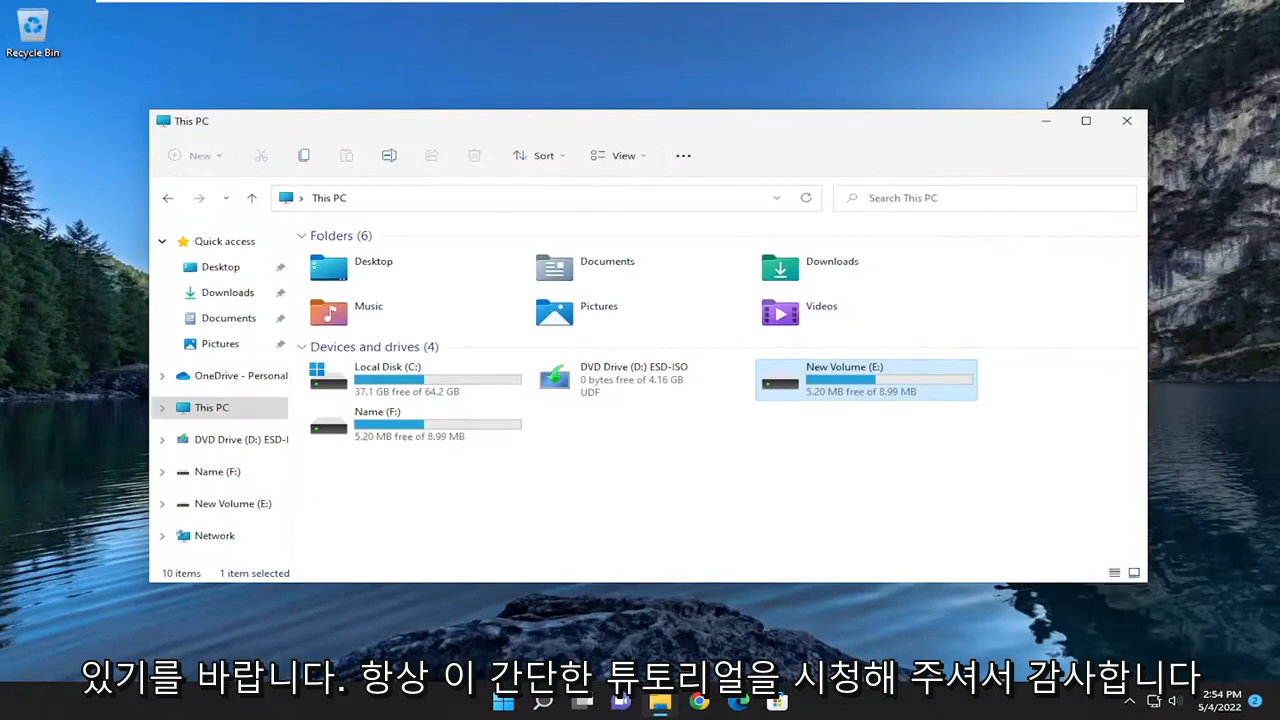 Recycle Bin
This PC
New
Sort
View
This PC
Search This PC
Quick access
Desktop
Downloads
Documents
Pictures
OneDrive - Personal
This PC
DVD Drive (D:) ESD-I
Name (F:)
New Volume (E:)
Network
Folders (6)
Desktop
Documents
Downloads
Music
Pictures
Videos
Devices and drives (4)
Local Disk (C:)
37.1 GB free of 64.2 GB
DVD Drive (D:) ESD-ISO
0 bytes free of 4.16 GB
UDF
New Volume (E:)
5.20 MB free of 8.99 MB
Name (F:)
5.20 MB free of 8.99 MB
10 items
1 item selected
있기를 바랍니다. 항상 이 간단한 튜토리얼을 시청해 주셔서 감사합니다
2:54 PM
5/4/2022
2